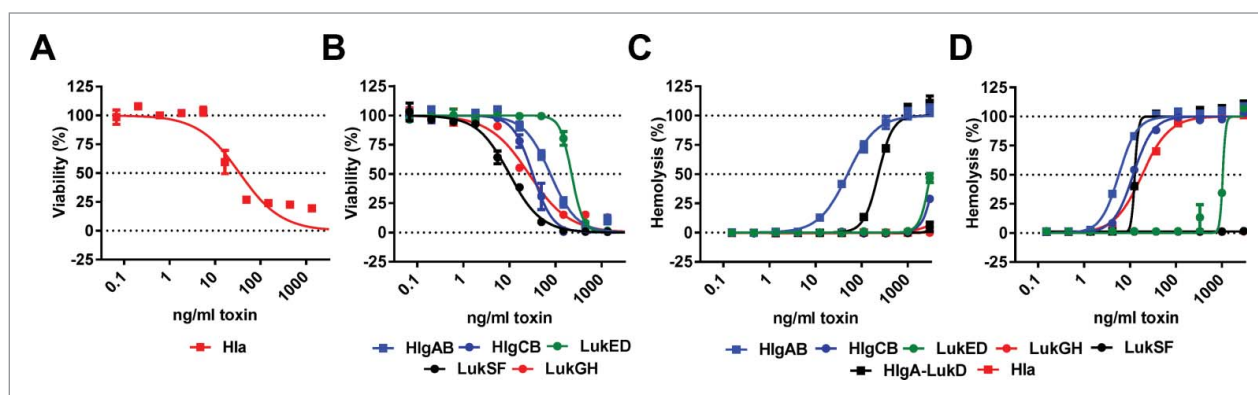 A
B
C
D
Viability (%)
125
100
75
50
25
0
-25
0.1
1
10
100
1000
ng/ml toxin
Hla
Viability (%)
125
100
75
50
25
0
-25
0.1
1
10
100
1000
ng/ml toxin
HlgAB HlgCB LukED
LukSF LukGH
Hemolysis (%)
125
100
75
50
25
0
-25
0.1
1
10
100
1000
ng/ml toxin
Hemolysis (%)
125
100
75
50
25
0
-25
0.1
1
10
100
1000
ng/ml toxin
HlgAB HlgCB LukED LukGH LukSF
HlgA-LukD Hla